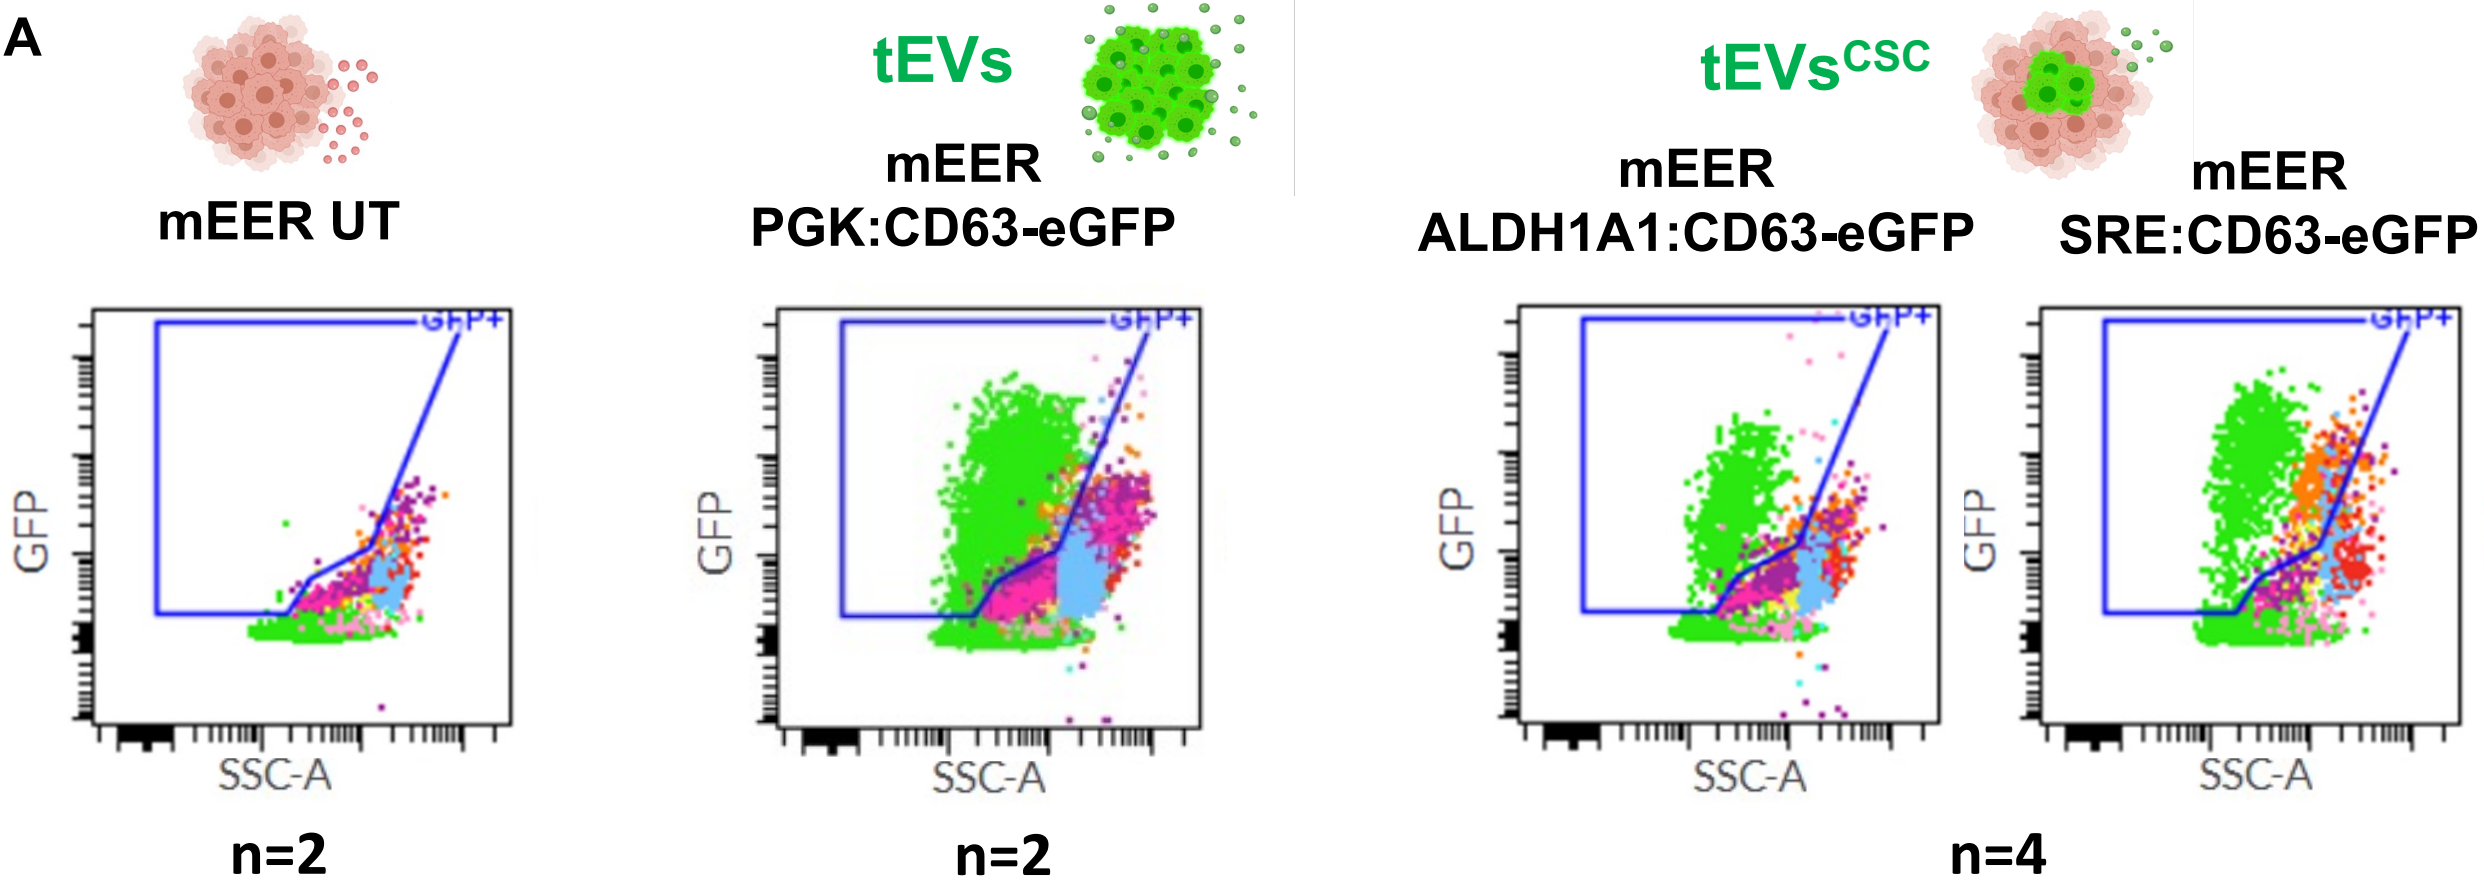 A
mEER UT
GFP+
GFP
SSC-A
n=2
tEVs
mEER
PGK:CD63-eGFP
GFP+
GFP
SSC-A
n=2
tEVsCSC
mEER
ALDH1A1:CD63-eGFP
GFP+
GFP
SSC-A
mEER
SRE:CD63-eGFP
GFP+
GFP
SSC-A
n=4